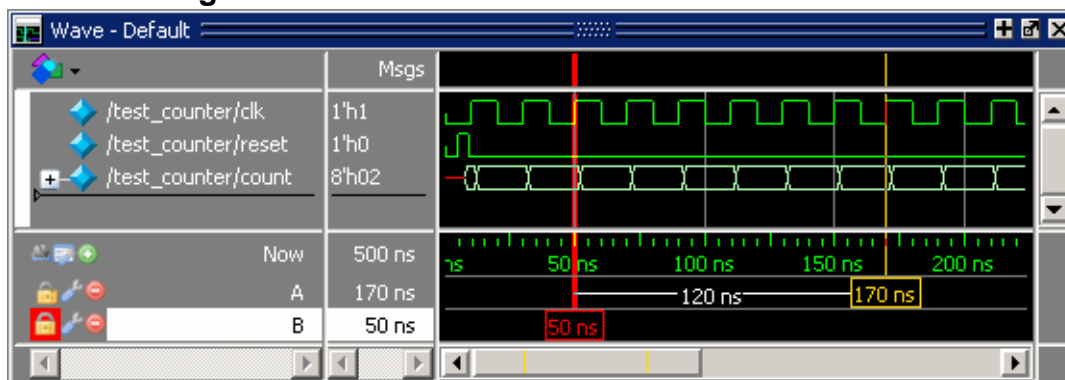 g
Wave - Default
Msgs
/test_counter/clk 1'h1
/test_counter/reset 1'h0
/test_counter/count 8'h02
Now 500 ns ns 50 ns 100 ns 150 ns 200 ns
A 170 ns 120 ns 170 ns
B 50 ns 50 ns